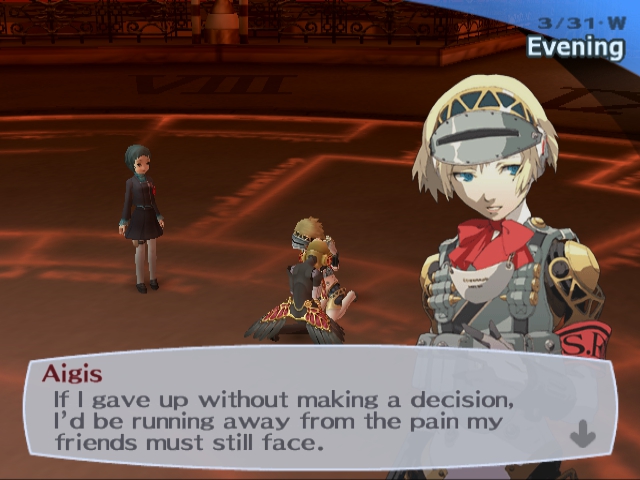 3/31·W
Evening
VIII
Aigis
If I gave up without making a decision,
I'd be running away from the pain my
friends must still face.